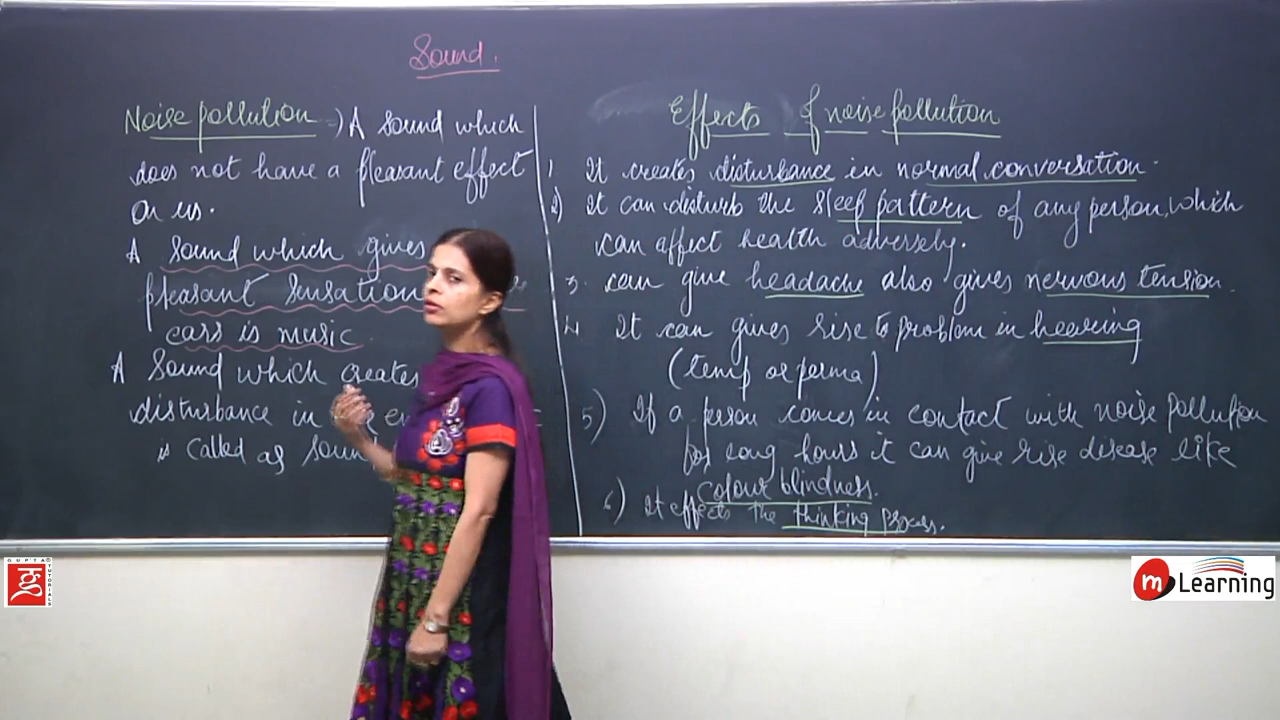 Sound.
Noise pollution → A sound which
does not have a pleasant effect
on us.
A sound which gives
pleasant sensation
ears is music
A sound which creates
disturbance in
is called as
Effects of noise pollution
1 It creates disturbance in normal conversation.
2) It can disturb the sleep pattern of any person, which
can affect health adversely.
3. can give headache also gives nervous tension.
4 It can gives rise to problem in hearing
(temp or perma)
5) If a person comes in contact with noise pollution
for long hours it can give rise disease like
colour blindness.
6) It effects the thinking process.
GUPTA TUTORIALS
m Learning